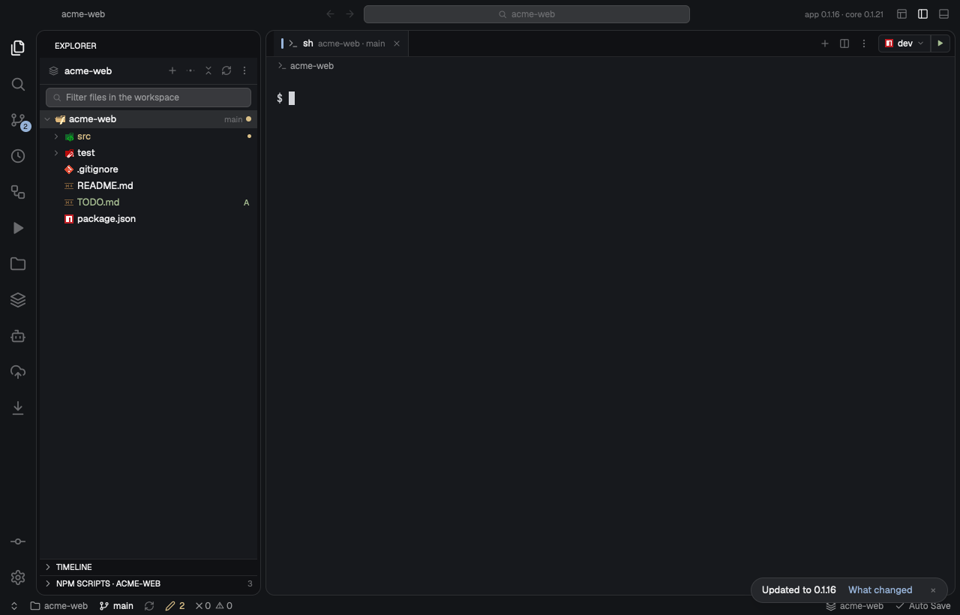 acme-web
acme-web
app 0.1.16 · core 0.1.21
EXPLORER
acme-web
Filter files in the workspace
acme-web
main
src
test
.gitignore
README.md
TODO.md
A
package.json
TIMELINE
NPM SCRIPTS · ACME-WEB
3
2
sh acme-web · main
dev
acme-web
$
Updated to 0.1.16 What changed
acme-web
main
2
0
0
acme-web
Auto Save